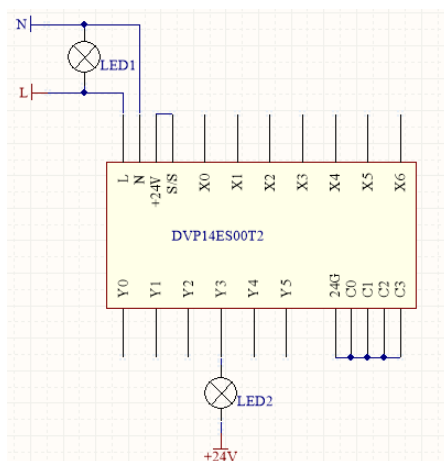 N
LED1
L
L N +24V S/S X0 X1 X2 X3 X4 X5 X6
DVP14ES00T2
Y0 Y1 Y2 Y3 Y4 Y5 24G C0 C1 C2 C3
LED2
+24V